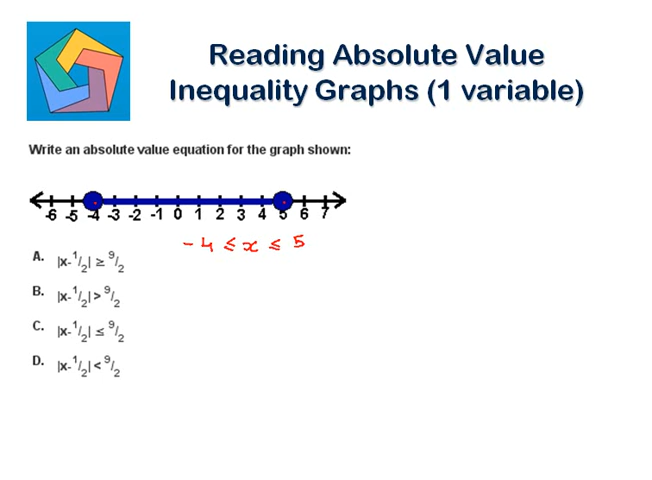 Reading Absolute Value
Inequality Graphs (1 variable)
Write an absolute value equation for the graph shown:
-6 -5 -4 -3 -2 -1 0 1 2 3 4 5 6 7
-4 ≤ x ≤ 5
A. |x-1/2| ≥ 9/2
B. |x-1/2| > 9/2
C. |x-1/2| ≤ 9/2
D. |x-1/2| < 9/2